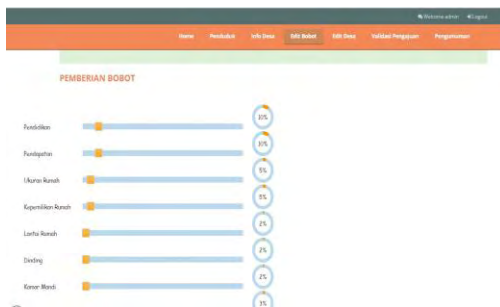 Welcome admin Logout
Home Penduduk Info Desa Edit Bobot Edit Desa Validasi Pengajuan Pengumuman
PEMBERIAN BOBOT
Pendidikan 10%
Pendapatan 10%
Ukuran Rumah 5%
Kepemilikan Rumah 5%
Lantai Rumah 2%
Dinding 2%
Kamar Mandi 2%
3%